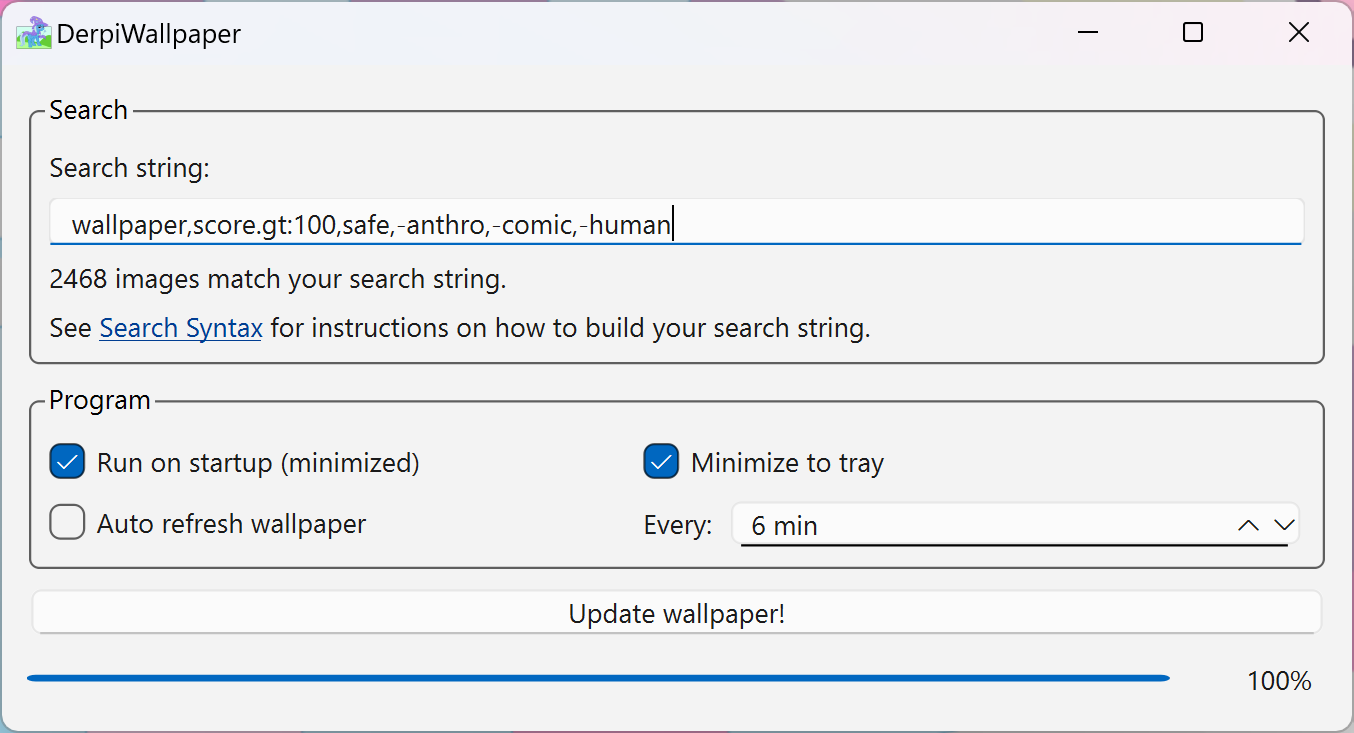 DerpiWallpaper
Search
Search string:
wallpaper,score.gt:100,safe,-anthro,-comic,-human
2468 images match your search string.
See Search Syntax for instructions on how to build your search string.
Program
Run on startup (minimized)
Minimize to tray
Auto refresh wallpaper
Every: 6 min
Update wallpaper!
100%